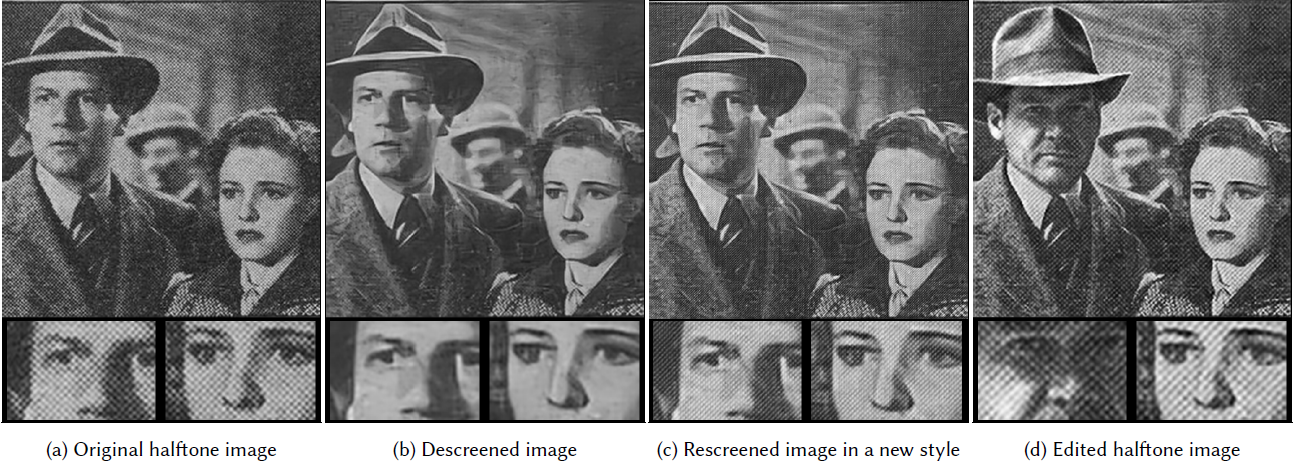 (a) Original halftone image
(b) Descreened image
(c) Rescreened image in a new style
(d) Edited halftone image